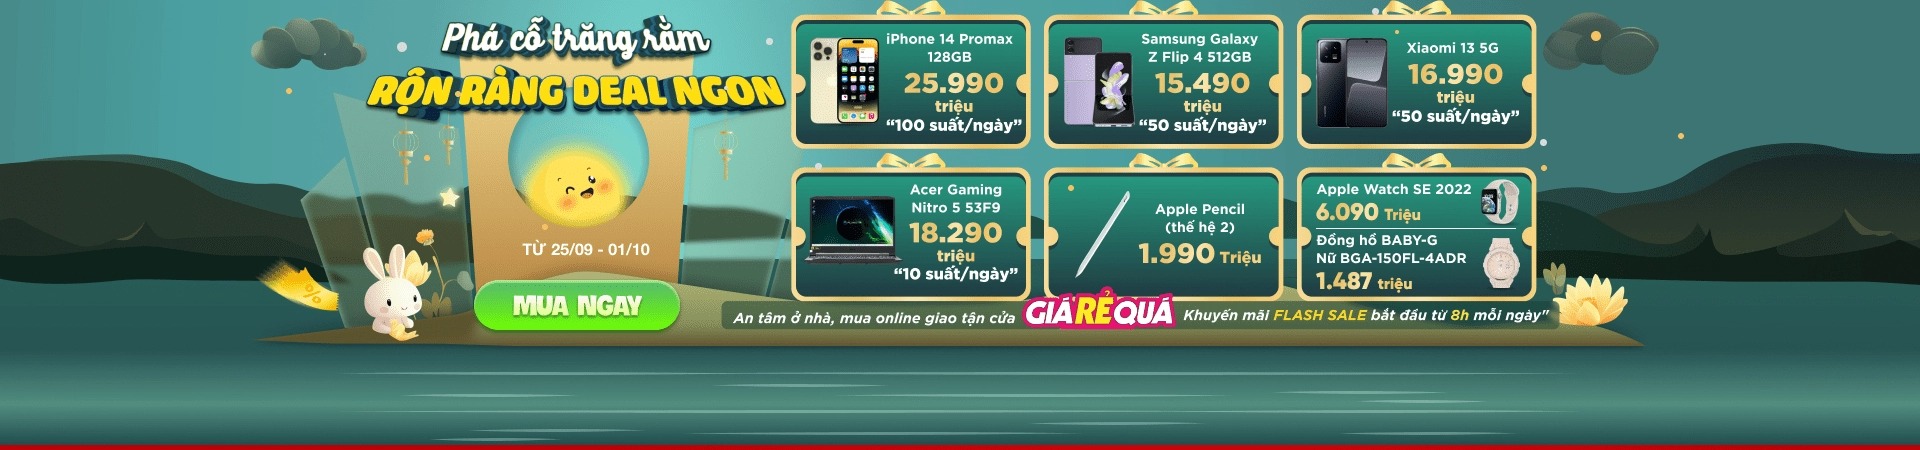 Phá cỗ trăng rằm
RỘN RÀNG DEAL NGON
TỪ 25/09 - 01/10
MUA NGAY
iPhone 14 Promax
128GB
25.990
triệu
“100 suất/ngày”
Samsung Galaxy
Z Flip 4 512GB
15.490
triệu
“50 suất/ngày”
Xiaomi 13 5G
16.990
triệu
“50 suất/ngày”
Acer Gaming
Nitro 5 53F9
18.290
triệu
“10 suất/ngày”
Apple Pencil
(thế hệ 2)
1.990 Triệu
Apple Watch SE 2022
6.090 Triệu
Đồng hồ BABY-G
Nữ BGA-150FL-4ADR
1.487 triệu
An tâm ở nhà, mua online giao tận cửa GIÁ RẺ QUÁ Khuyến mãi FLASH SALE bắt đầu từ 8h mỗi ngày"